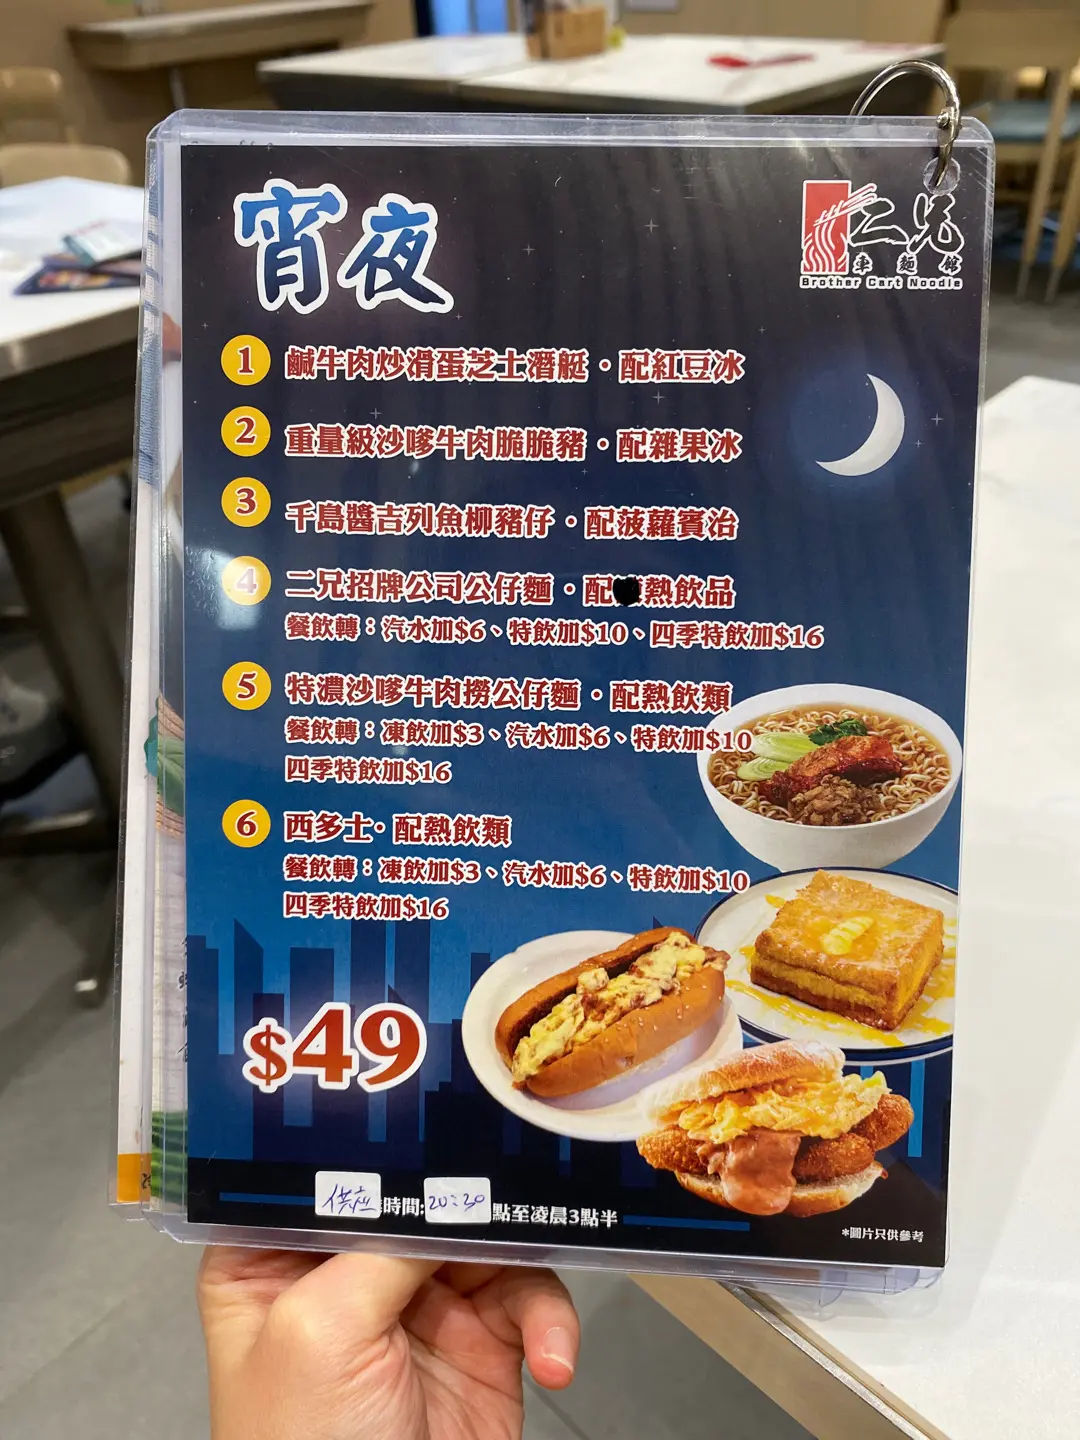 宵夜
二兄
車麵館
Brother Cart Noodle
1 鹹牛肉炒滑蛋芝士潛艇・配紅豆冰
2 重量級沙嗲牛肉脆脆豬・配雜果冰
3 千島醬吉列魚柳豬仔・配菠蘿賓治
4 二兄招牌公司公仔麵・配熱飲品
餐飲轉：汽水加$6、特飲加$10、四季特飲加$16
5 特濃沙嗲牛肉撈公仔麵・配熱飲類
餐飲轉：凍飲加$3、汽水加$6、特飲加$10
四季特飲加$16
6 西多士・配熱飲類
餐飲轉：凍飲加$3、汽水加$6、特飲加$10
四季特飲加$16
$49
供應時間:20:30點至凌晨3點半
*圖片只供參考